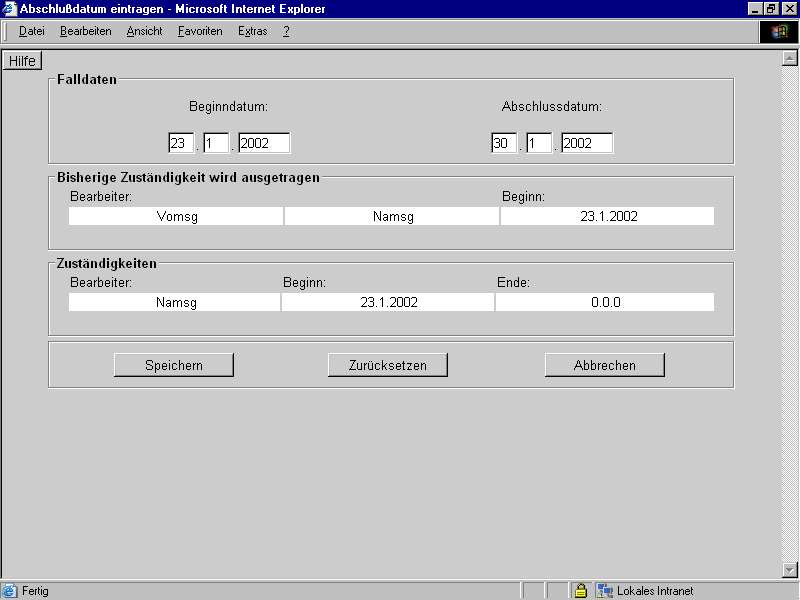 Abschlußdatum eintragen - Microsoft Internet Explorer
Datei Bearbeiten Ansicht Favoriten Extras ?
Hilfe
Falldaten
Beginndatum: Abschlussdatum:
23 . 1 . 2002 30 . 1 . 2002
Bisherige Zuständigkeit wird ausgetragen
Bearbeiter: Beginn:
Vornsg Namsg 23.1.2002
Zuständigkeiten
Bearbeiter: Beginn: Ende:
Namsg 23.1.2002 0.0.0
Speichern Zurücksetzen Abbrechen
Fertig Lokales Intranet